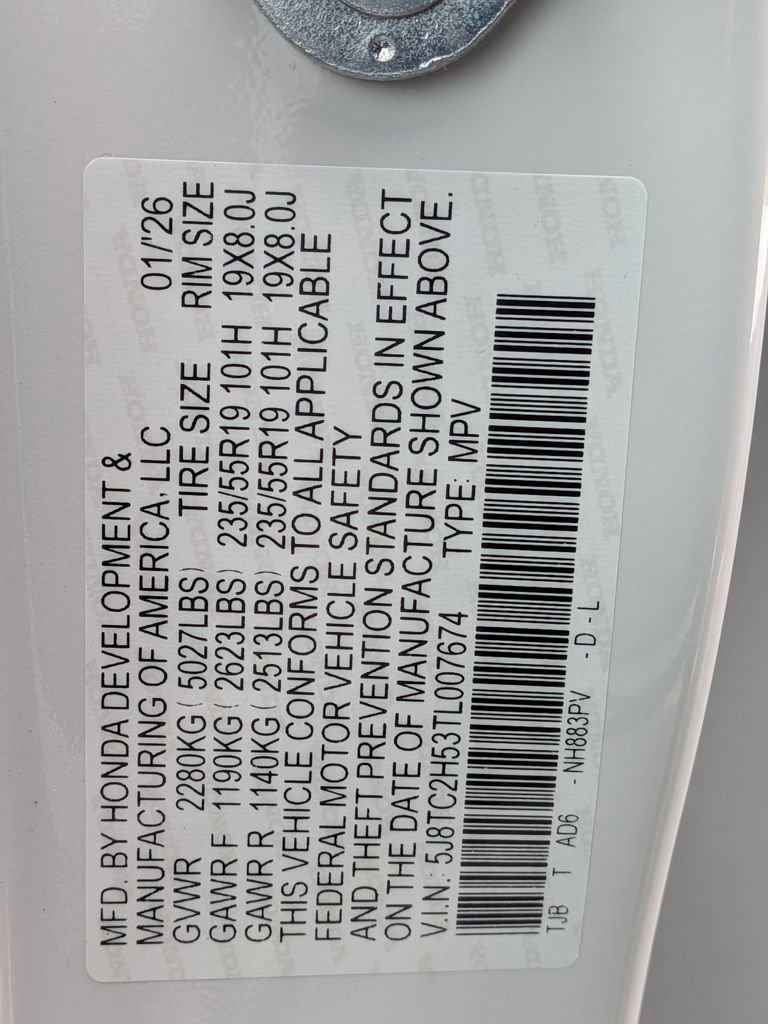 MFD. BY HONDA DEVELOPMENT &
MANUFACTURING OF AMERICA, LLC 01/'26
GVWR 2280KG ( 5027LBS) TIRE SIZE RIM SIZE
GAWR F 1190KG ( 2623LBS) 235/55R19 101H 19X8.0J
GAWR R 1140KG ( 2513LBS) 235/55R19 101H 19X8.0J
THIS VEHICLE CONFORMS TO ALL APPLICABLE
FEDERAL MOTOR VEHICLE SAFETY
AND THEFT PREVENTION STANDARDS IN EFFECT
ON THE DATE OF MANUFACTURE SHOWN ABOVE.
V.I.N.: 5J8TC2H53TL007674 TYPE: MPV
TJB T AD6 - NH883PV - D - L